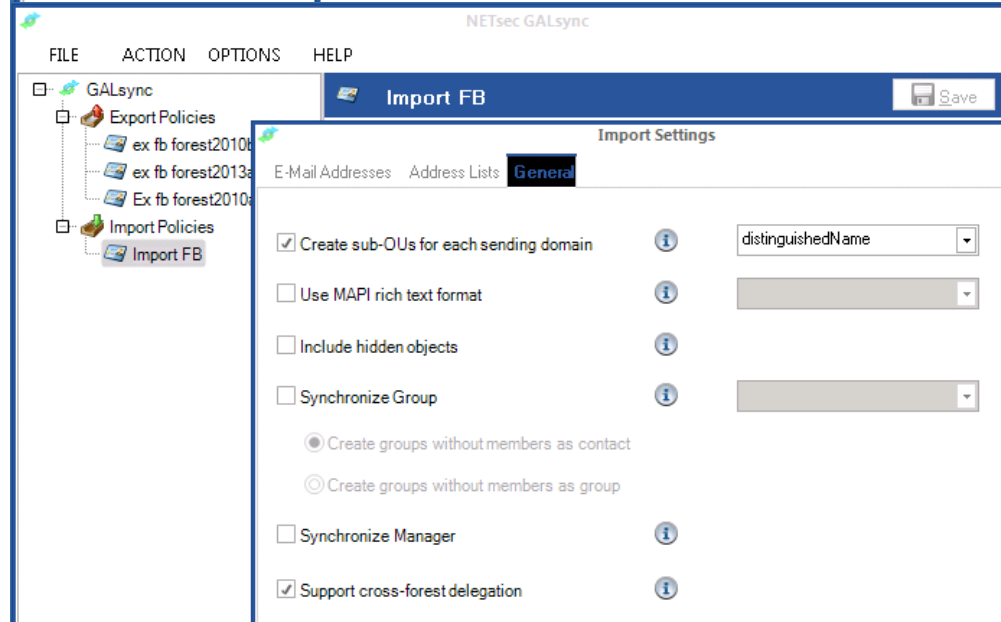 NETsec GALsync
FILE ACTION OPTIONS HELP
GALsync
Export Policies
ex fb forest2010
ex fb forest2013
Ex fb forest2010
Import Policies
Import FB
Import FB
Save
Import Settings
E-Mail Addresses Address Lists General
Create sub-OUs for each sending domain distinguishedName
Use MAPI rich text format
Include hidden objects
Synchronize Group
Create groups without members as contact
Create groups without members as group
Synchronize Manager
Support cross-forest delegation